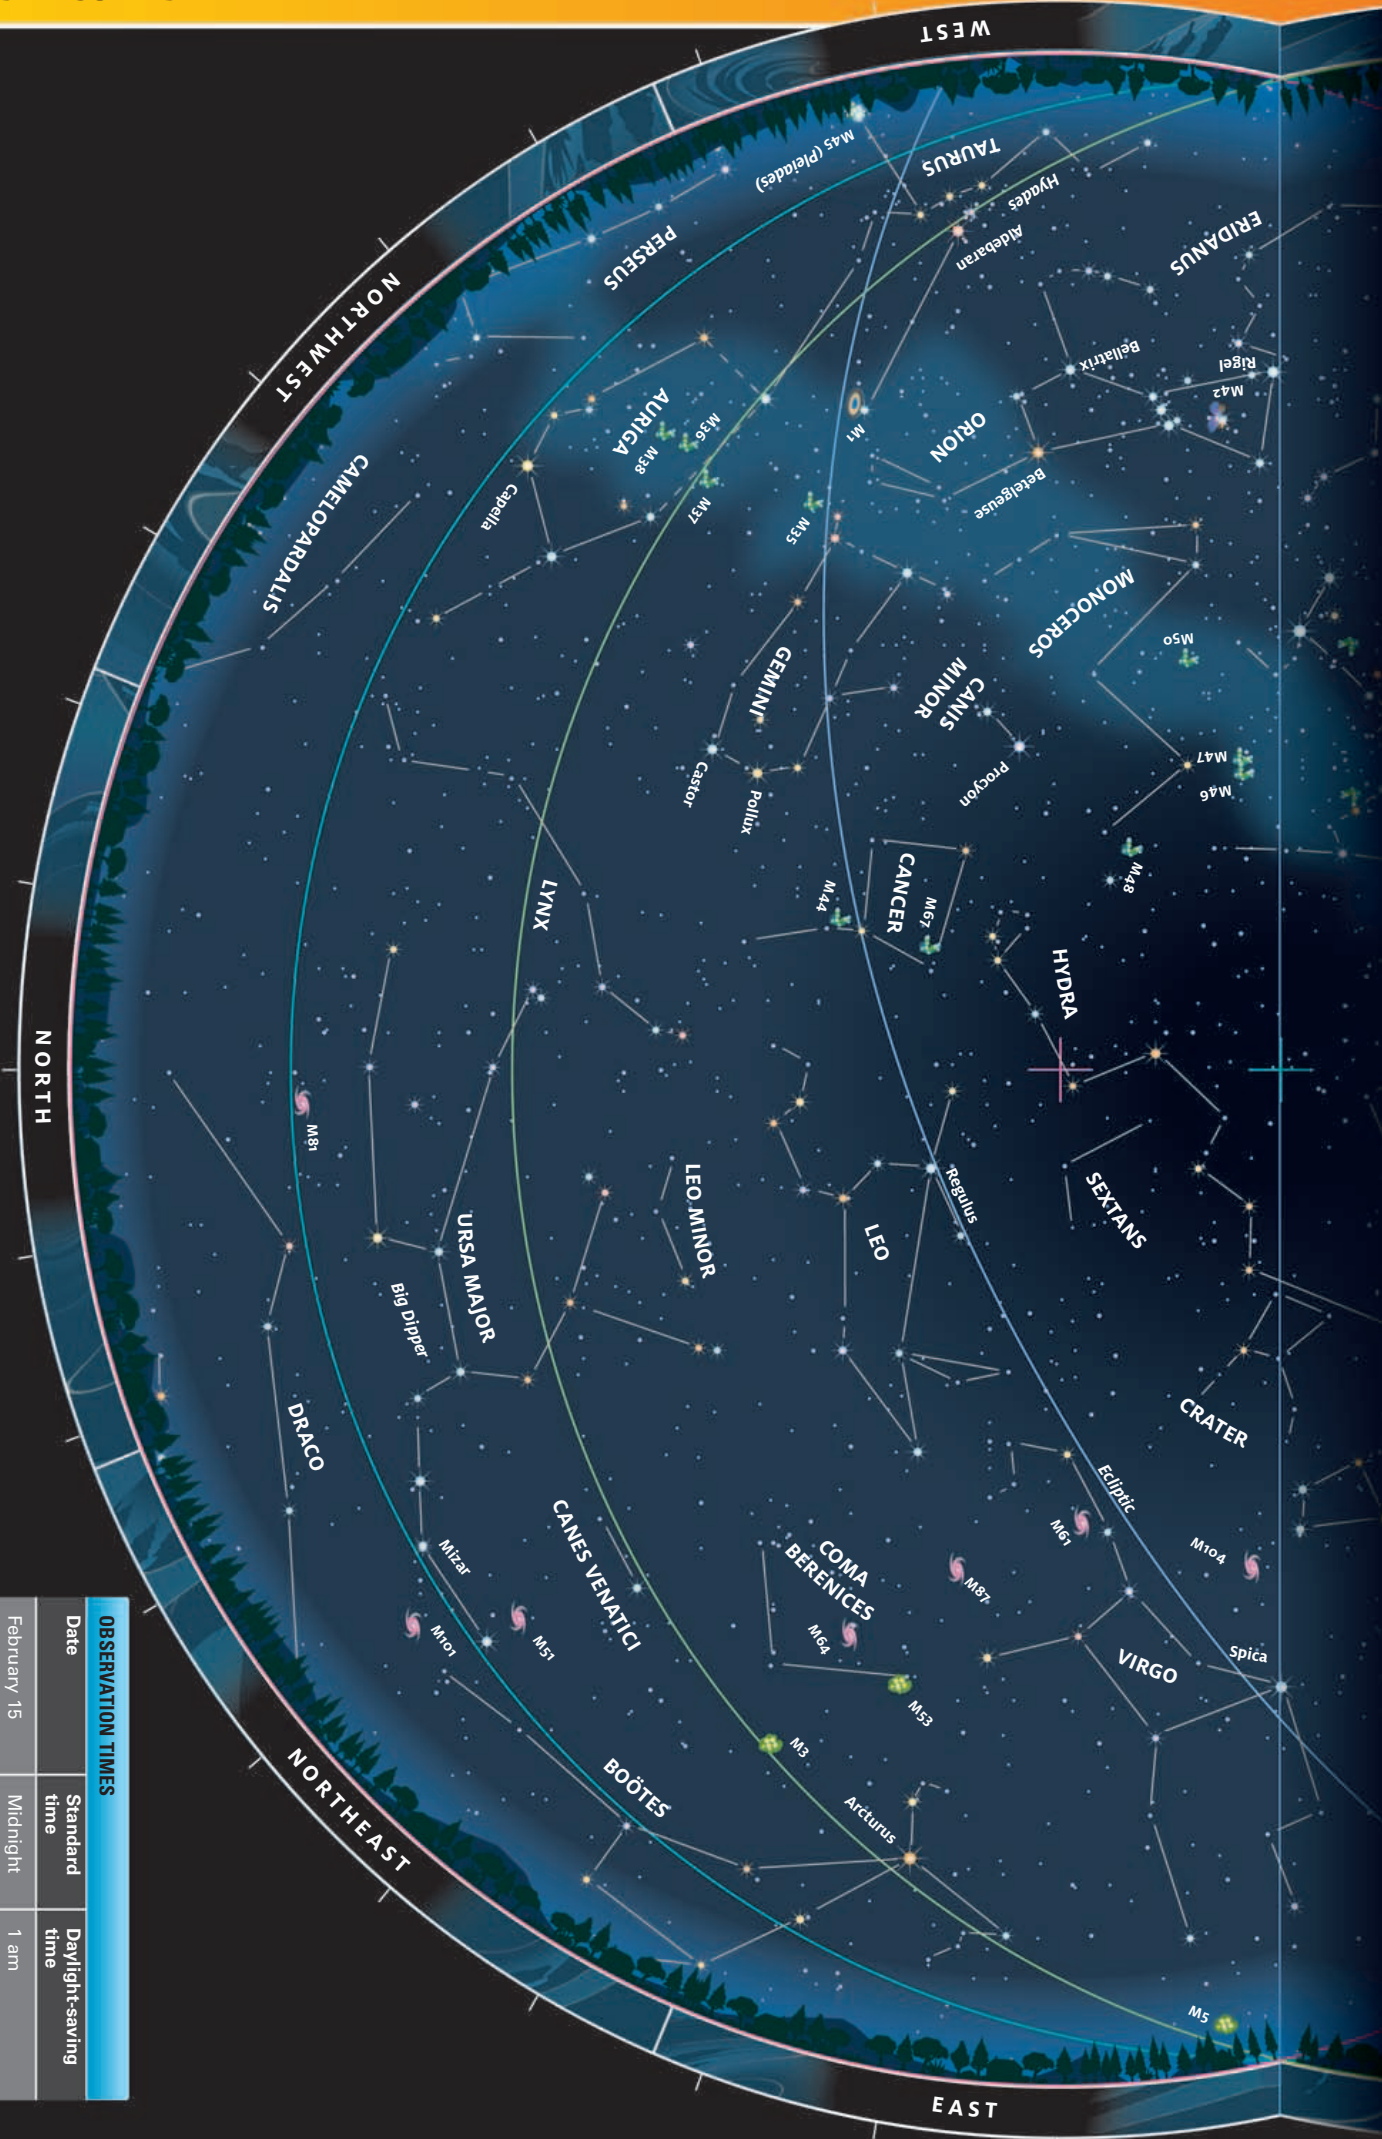 WEST
M45 (Pleiades)
TAURUS
Hyades
Aldebaran
ERIDANUS
PERSEUS
NORTHWEST
Bellatrix
Rigel
M42
ORION
M1
Betelgeuse
AURIGA
M36
M38
M37
M35
Capella
CAMELOPARDALIS
MONOCEROS
M50
GEMINI
CANIS
MINOR
Castor
Pollux
Procyon
M47
M46
M48
CANCER
M44
M67
LYNX
HYDRA
NORTH
M81
LEO MINOR
Regulus
SEXTANS
LEO
URSA MAJOR
Big Dipper
DRACO
CRATER
Ecliptic
M61
M104
Mizar
CANES VENATICI
COMA
BERENICES
M87
M64
M101
M51
VIRGO
Spica
M53
M3
BOÖTES
Arcturus
NORTHEAST
M5
EAST
OBSERVATION TIMES
Date
Standard
time
Daylight-saving
time
February 15
Midnight
1 am